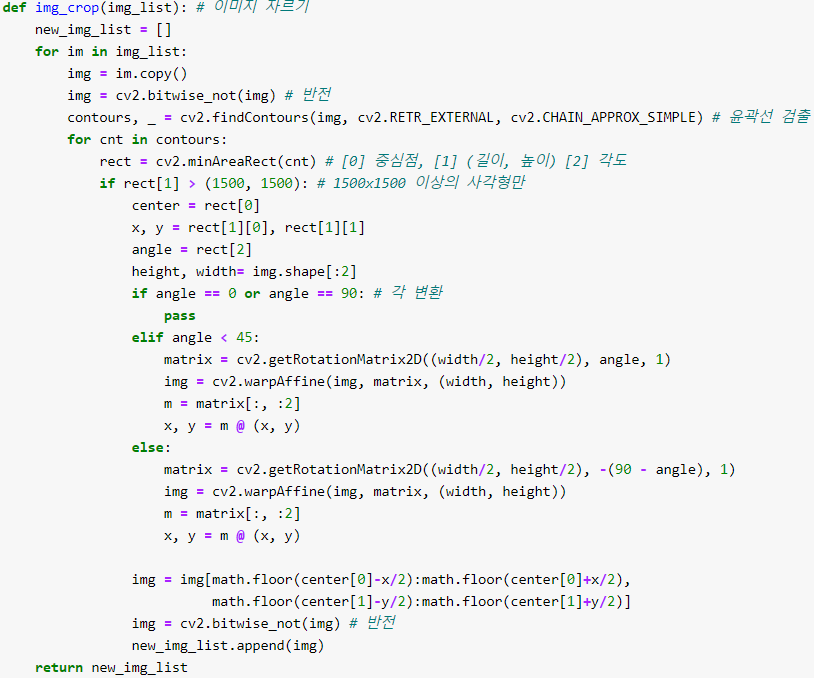 def img_crop(img_list): # 이미지 자르기
    new_img_list = []
    for im in img_list:
        img = im.copy()
        img = cv2.bitwise_not(img) # 반전
        contours, _ = cv2.findContours(img, cv2.RETR_EXTERNAL, cv2.CHAIN_APPROX_SIMPLE) # 윤곽선 검출
        for cnt in contours:
            rect = cv2.minAreaRect(cnt) # [0] 중심점, [1] (길이, 높이) [2] 각도
            if rect[1] > (1500, 1500): # 1500x1500 이상의 사각형만
                center = rect[0]
                x, y = rect[1][0], rect[1][1]
                angle = rect[2]
                height, width= img.shape[:2]
                if angle == 0 or angle == 90: # 각 변환
                    pass
                elif angle < 45:
                    matrix = cv2.getRotationMatrix2D((width/2, height/2), angle, 1)
                    img = cv2.warpAffine(img, matrix, (width, height))
                    m = matrix[:, :2]
                    x, y = m @ (x, y)
                else:
                    matrix = cv2.getRotationMatrix2D((width/2, height/2), -(90 - angle), 1)
                    img = cv2.warpAffine(img, matrix, (width, height))
                    m = matrix[:, :2]
                    x, y = m @ (x, y)

                img = img[math.floor(center[0]-x/2):math.floor(center[0]+x/2),
                          math.floor(center[1]-y/2):math.floor(center[1]+y/2)]
                img = cv2.bitwise_not(img) # 반전
                new_img_list.append(img)
    return new_img_list